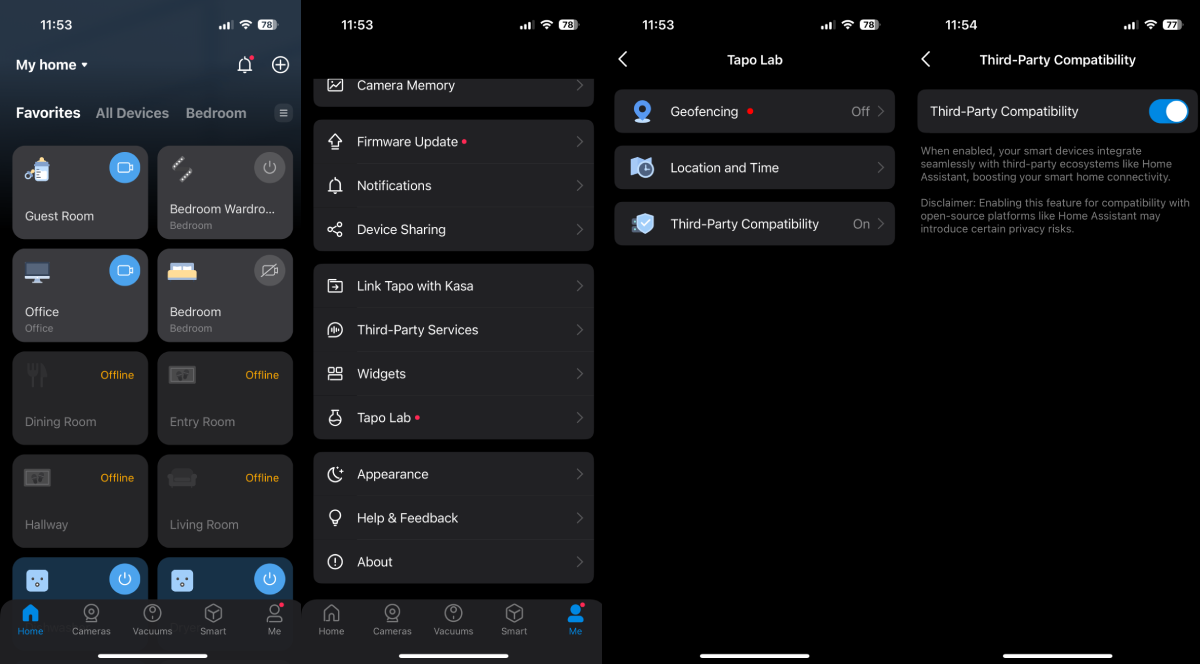 11:53
78
My home
Favorites
All Devices
Bedroom
Guest Room
Bedroom Wardro...
Bedroom
Office
Office
Bedroom
Bedroom
Offline
Dining Room
Offline
Entry Room
Offline
Hallway
Offline
Living Room
Home
Cameras
Vacuums
Smart
Me
11:53
78
Camera Memory
Firmware Update
Notifications
Device Sharing
Link Tapo with Kasa
Third-Party Services
Widgets
Tapo Lab
Appearance
Help & Feedback
About
Home
Cameras
Vacuums
Smart
Me
11:53
78
Tapo Lab
Geofencing
Off
Location and Time
Third-Party Compatibility
On
11:54
77
Third-Party Compatibility
Third-Party Compatibility
When enabled, your smart devices integrate
seamlessly with third-party ecosystems like Home
Assistant, boosting your smart home connectivity.
Disclaimer: Enabling this feature for compatibility with
open-source platforms like Home Assistant may
introduce certain privacy risks.